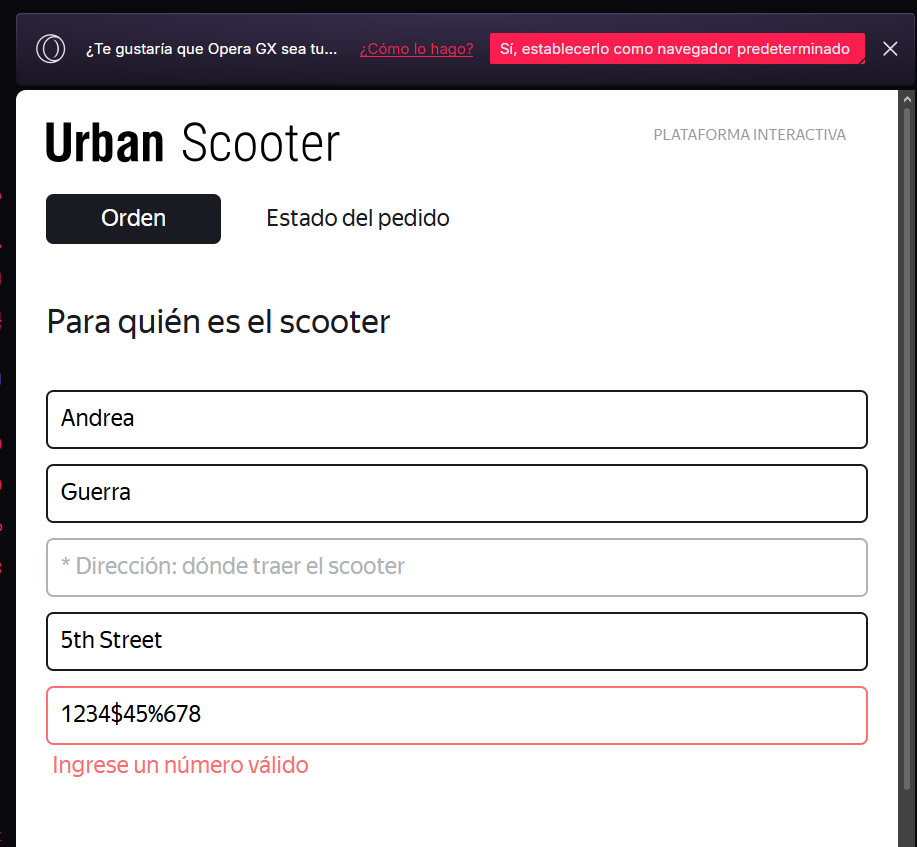 ¿Te gustaría que Opera GX sea tu... ¿Cómo lo hago? Sí, establecerlo como navegador predeterminado
Urban Scooter PLATAFORMA INTERACTIVA
Orden Estado del pedido
Para quién es el scooter
Andrea
Guerra
* Dirección: dónde traer el scooter
5th Street
1234$45%678
Ingrese un número válido